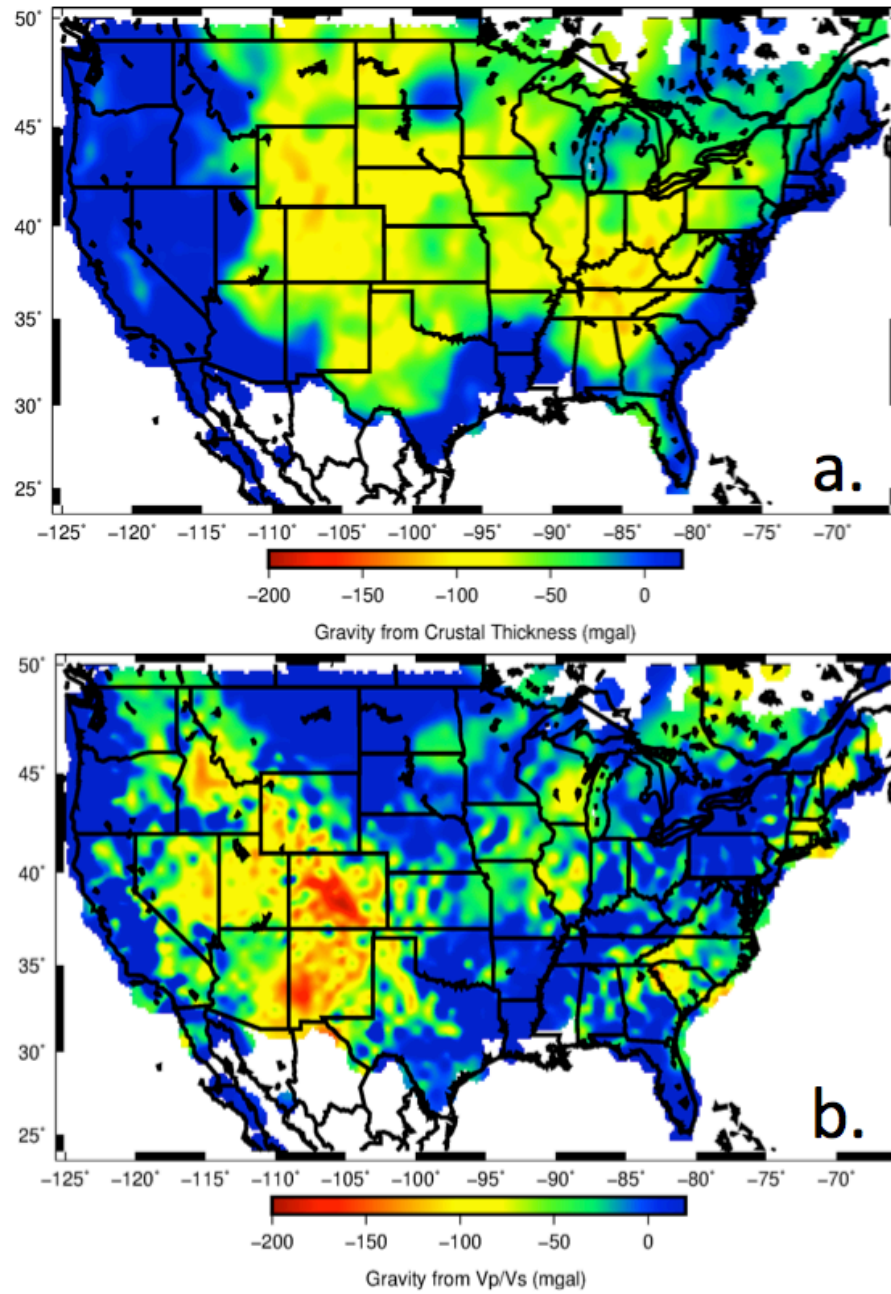 50°
45°
40°
35°
30°
25°
a.
−125° −120° −115° −110° −105° −100° −95° −90° −85° −80° −75° −70°
−200 −150 −100 −50 0
Gravity from Crustal Thickness (mgal)
50°
45°
40°
35°
30°
25°
b.
−125° −120° −115° −110° −105° −100° −95° −90° −85° −80° −75° −70°
−200 −150 −100 −50 0
Gravity from Vp/Vs (mgal)